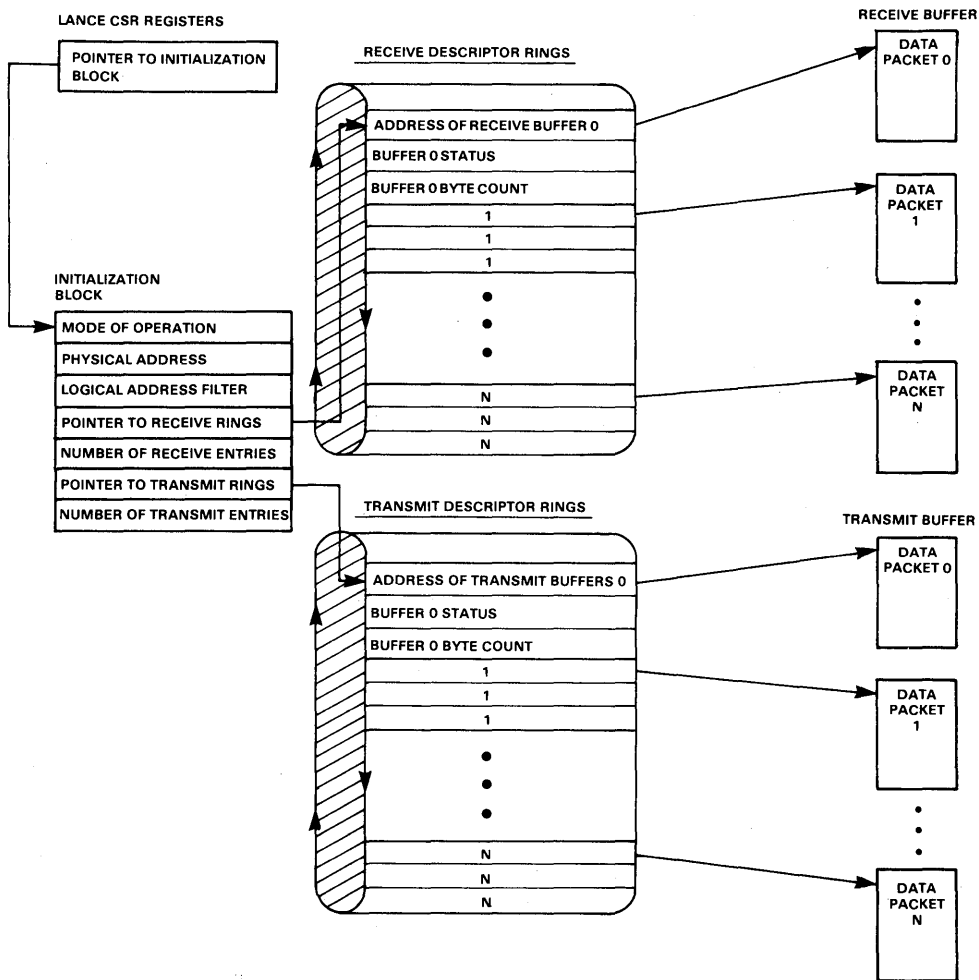 LANCE CSR REGISTERS
POINTER TO INITIALIZATION
BLOCK
INITIALIZATION
BLOCK
MODE OF OPERATION
PHYSICAL ADDRESS
LOGICAL ADDRESS FILTER
POINTER TO RECEIVE RINGS
NUMBER OF RECEIVE ENTRIES
POINTER TO TRANSMIT RINGS
NUMBER OF TRANSMIT ENTRIES
RECEIVE DESCRIPTOR RINGS
ADDRESS OF RECEIVE BUFFER 0
BUFFER 0 STATUS
BUFFER 0 BYTE COUNT
1
1
1
N
N
N
RECEIVE BUFFER
DATA
PACKET 0
DATA
PACKET
1
DATA
PACKET
N
TRANSMIT DESCRIPTOR RINGS
ADDRESS OF TRANSMIT BUFFERS 0
BUFFER 0 STATUS
BUFFER 0 BYTE COUNT
1
1
1
N
N
N
TRANSMIT BUFFER
DATA
PACKET 0
DATA
PACKET
1
DATA
PACKET
N